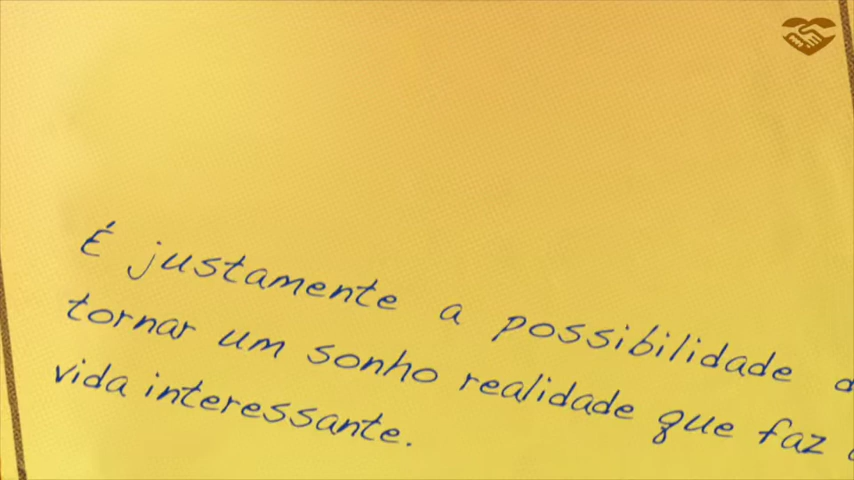 É justamente a possibilidade
tornar um sonho realidade que faz
vida interessante.